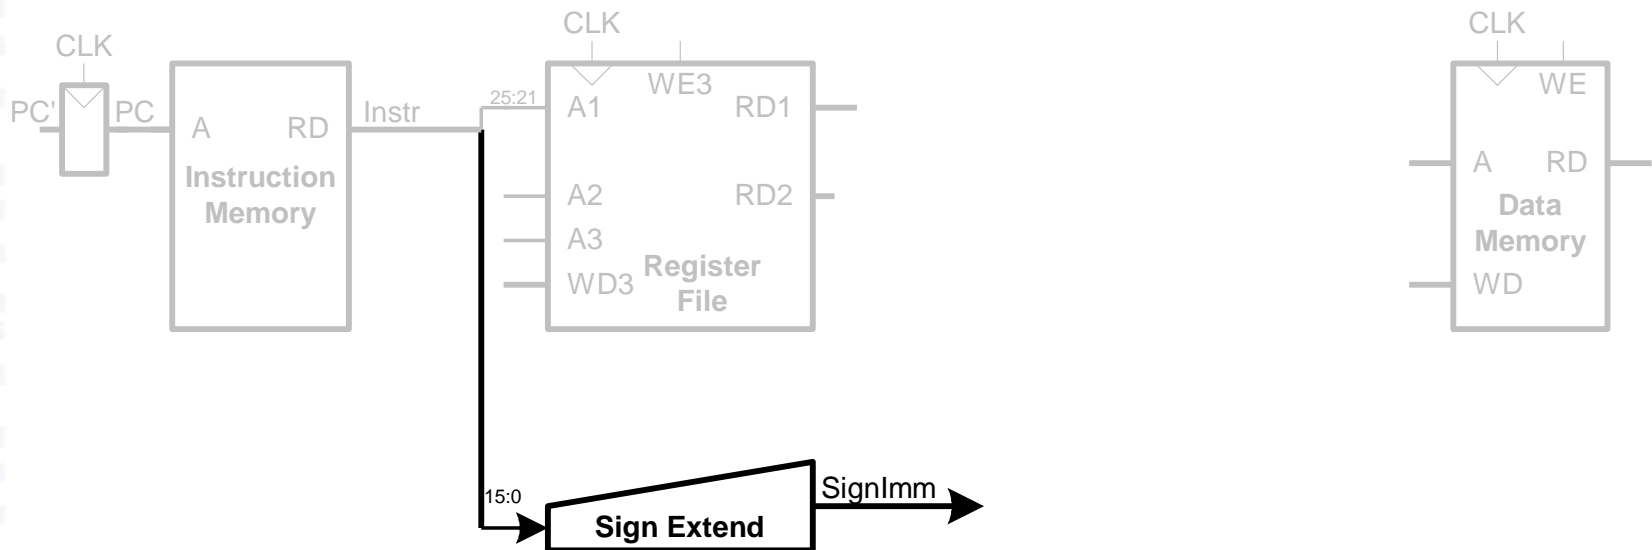 CLK
CLK
CLK
PC'
PC
A
RD
Instruction
Memory
Instr
25:21
A1
WE3
RD1
A2
RD2
A3
WD3
Register
File
WE
A
RD
Data
Memory
WD
15:0
Sign Extend
SignImm